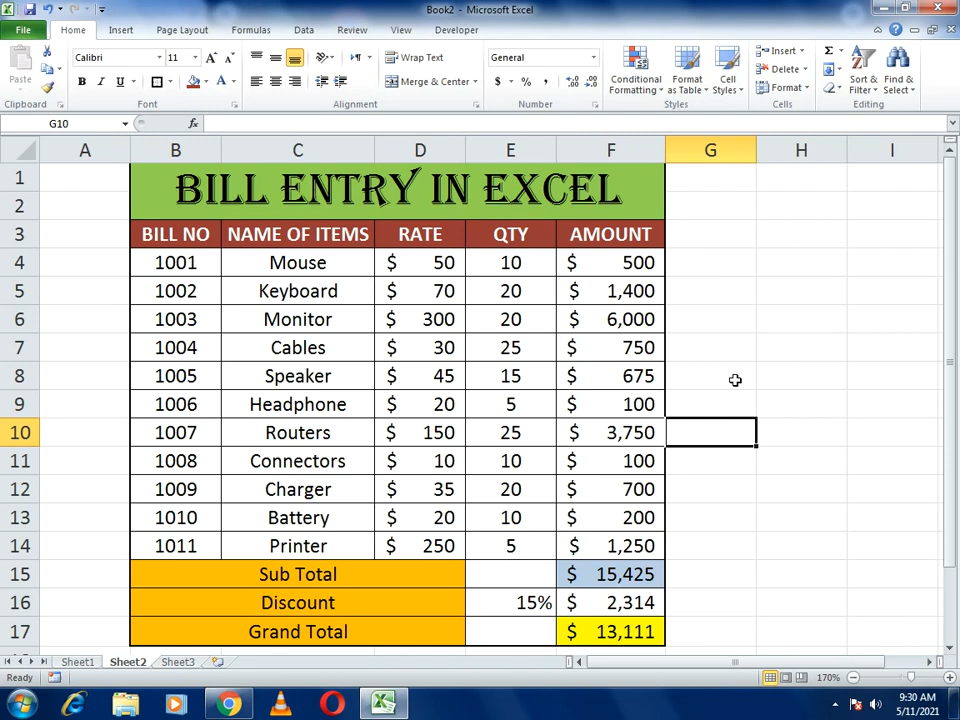 Book2 - Microsoft Excel
File Home Insert Page Layout Formulas Data Review View Developer
Paste
Calibri 11
Wrap Text
General
Conditional Formatting
Format as Table
Cell Styles
Insert
Sort & Filter
Find & Select
B I U
Merge & Center
$ % ,
Delete
Format
Clipboard Font Alignment Number Styles Cells Editing
G10 fx
A B C D E F G H I
1 BILL ENTRY IN EXCEL
2
3 BILL NO NAME OF ITEMS RATE QTY AMOUNT
4 1001 Mouse $ 50 10 $ 500
5 1002 Keyboard $ 70 20 $ 1,400
6 1003 Monitor $ 300 20 $ 6,000
7 1004 Cables $ 30 25 $ 750
8 1005 Speaker $ 45 15 $ 675
9 1006 Headphone $ 20 5 $ 100
10 1007 Routers $ 150 25 $ 3,750
11 1008 Connectors $ 10 10 $ 100
12 1009 Charger $ 35 20 $ 700
13 1010 Battery $ 20 10 $ 200
14 1011 Printer $ 250 5 $ 1,250
15 Sub Total $ 15,425
16 Discount 15% $ 2,314
17 Grand Total $ 13,111
Sheet1 Sheet2 Sheet3
Ready 170%
9:30 AM
5/11/2021